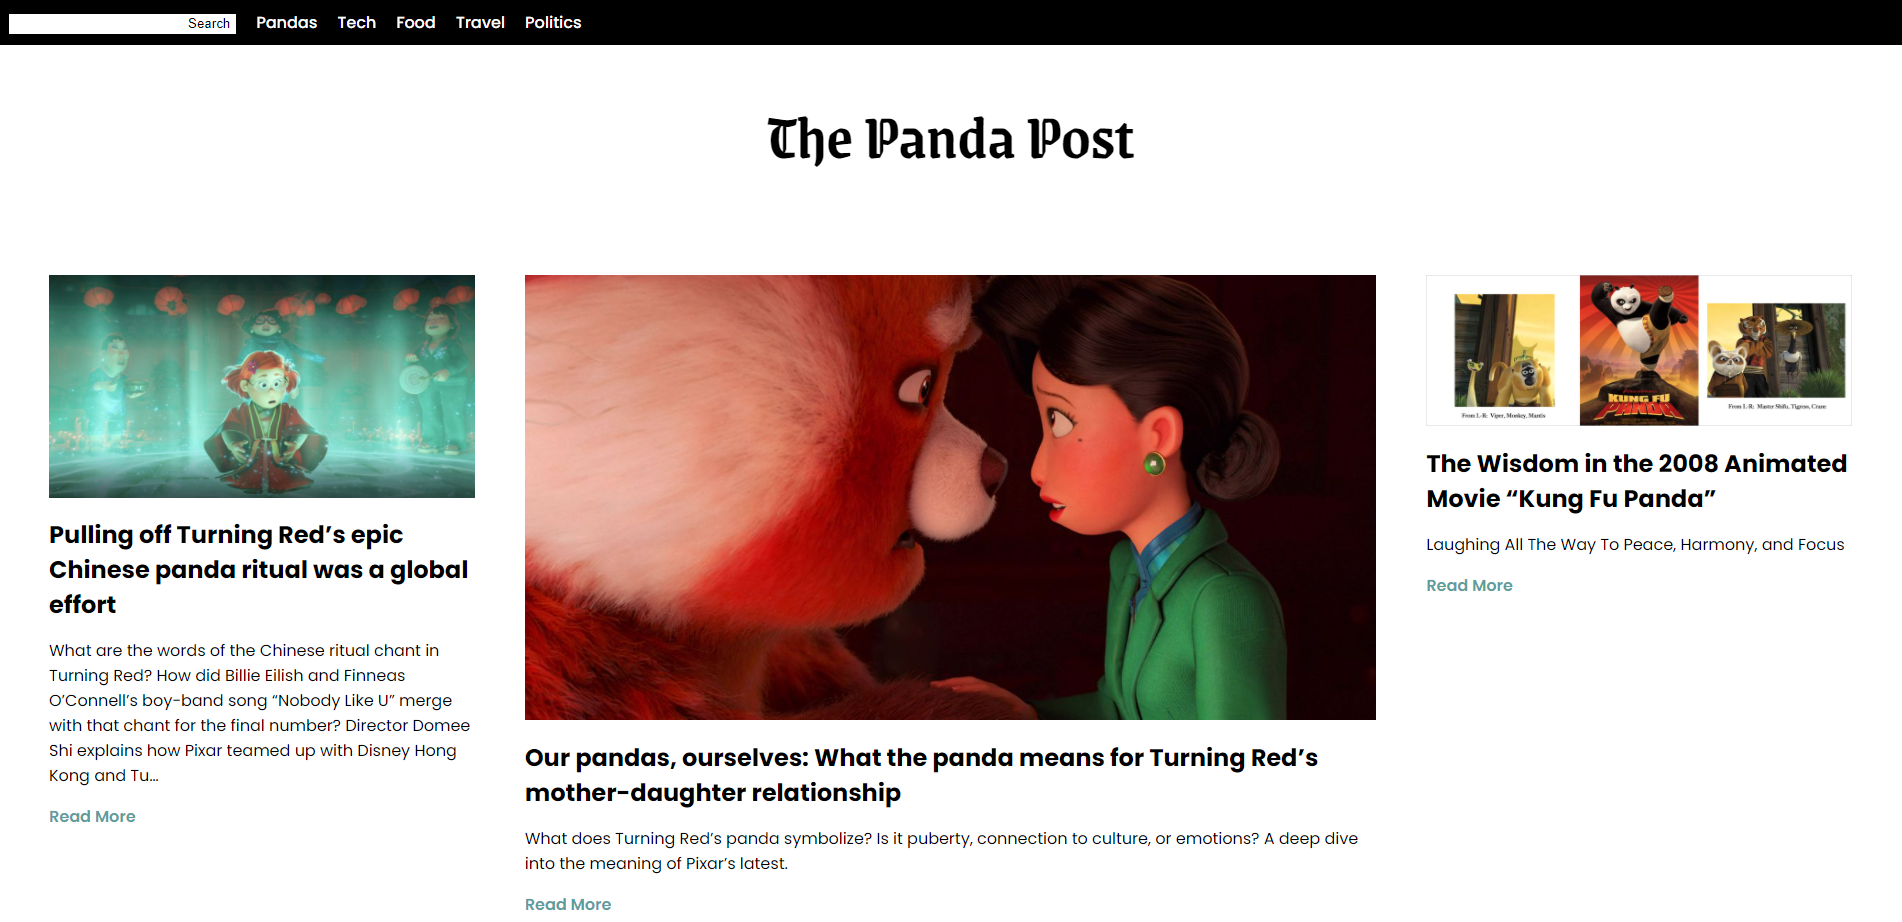 Search Pandas Tech Food Travel Politics
The Panda Post
Pulling off Turning Red’s epic
Chinese panda ritual was a global
effort
What are the words of the Chinese ritual chant in
Turning Red? How did Billie Eilish and Finneas
O’Connell’s boy-band song “Nobody Like U” merge
with that chant for the final number? Director Domee
Shi explains how Pixar teamed up with Disney Hong
Kong and Tu...
Read More
Our pandas, ourselves: What the panda means for Turning Red’s
mother-daughter relationship
What does Turning Red’s panda symbolize? Is it puberty, connection to culture, or emotions? A deep dive
into the meaning of Pixar’s latest.
Read More
From L-R: Viper, Monkey, Mantis
KUNG FU
PANDA
From L-R: Master Shifu, Tigress, Crane
The Wisdom in the 2008 Animated
Movie “Kung Fu Panda”
Laughing All The Way To Peace, Harmony, and Focus
Read More